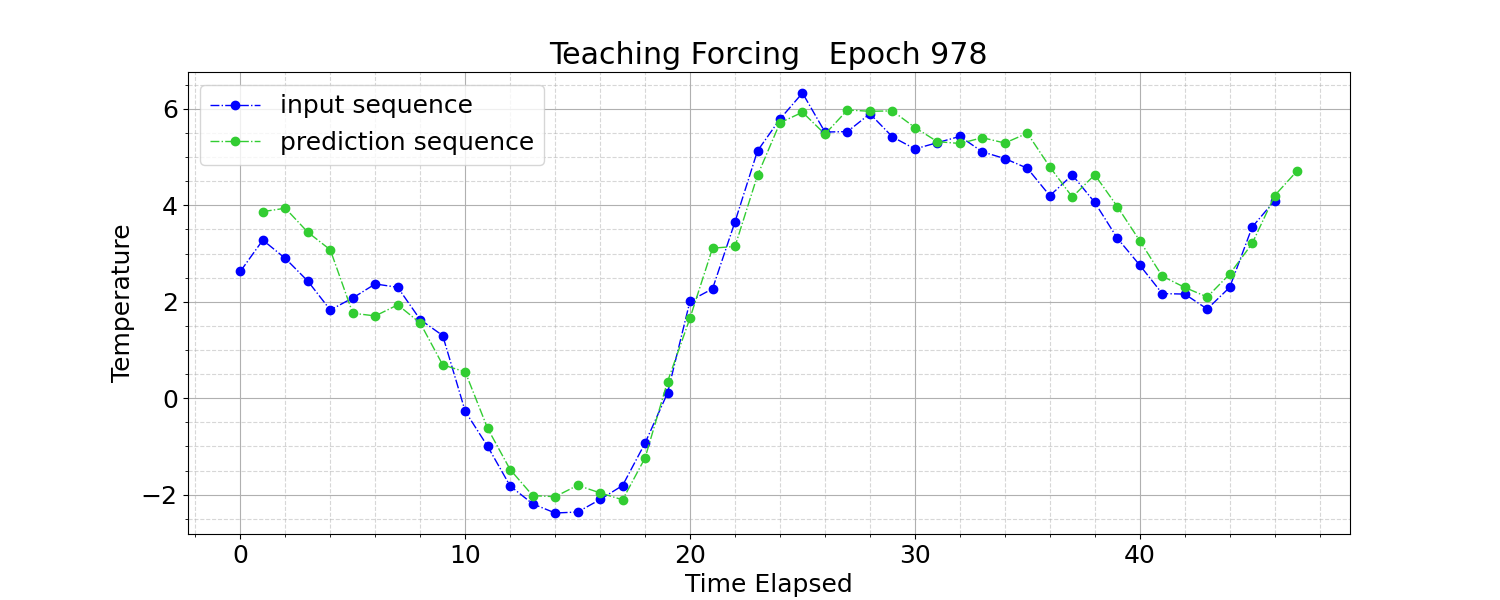 Teaching Forcing   Epoch 978
input sequence
prediction sequence
Temperature
6
4
2
0
−2
0 10 20 30 40
Time Elapsed